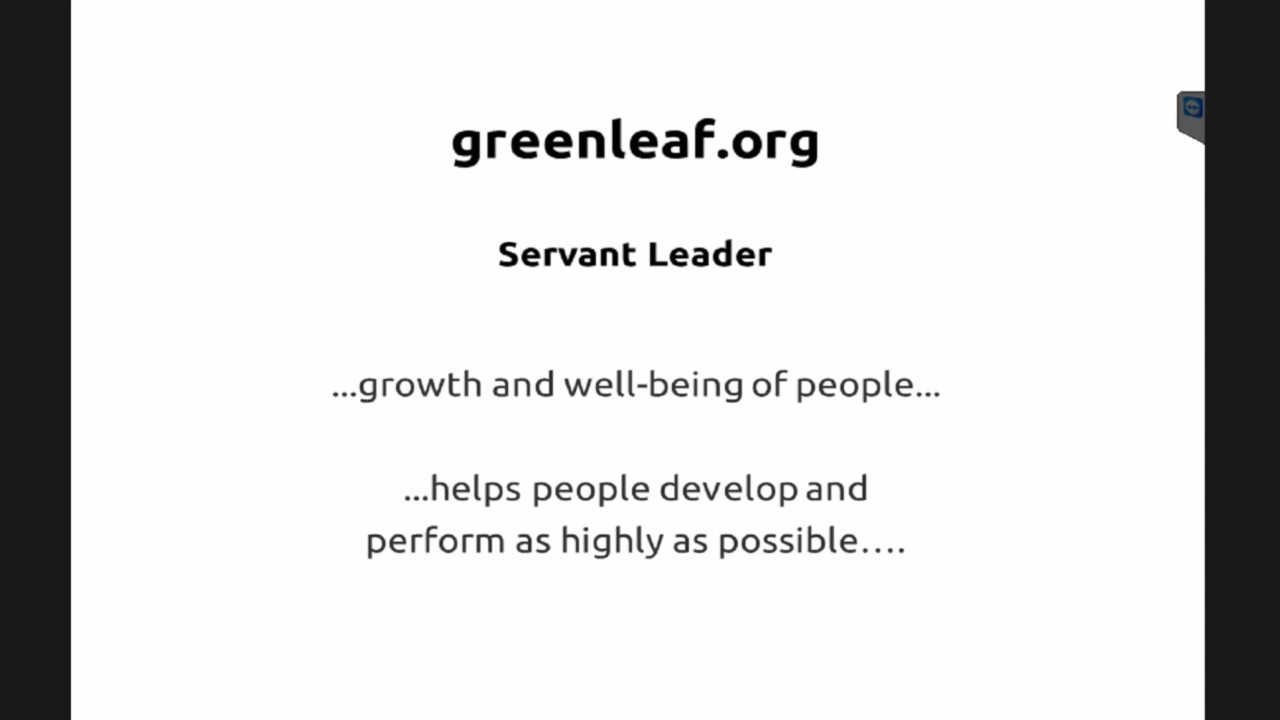 greenleaf.org
Servant Leader
...growth and well-being of people...
...helps people develop and
perform as highly as possible....